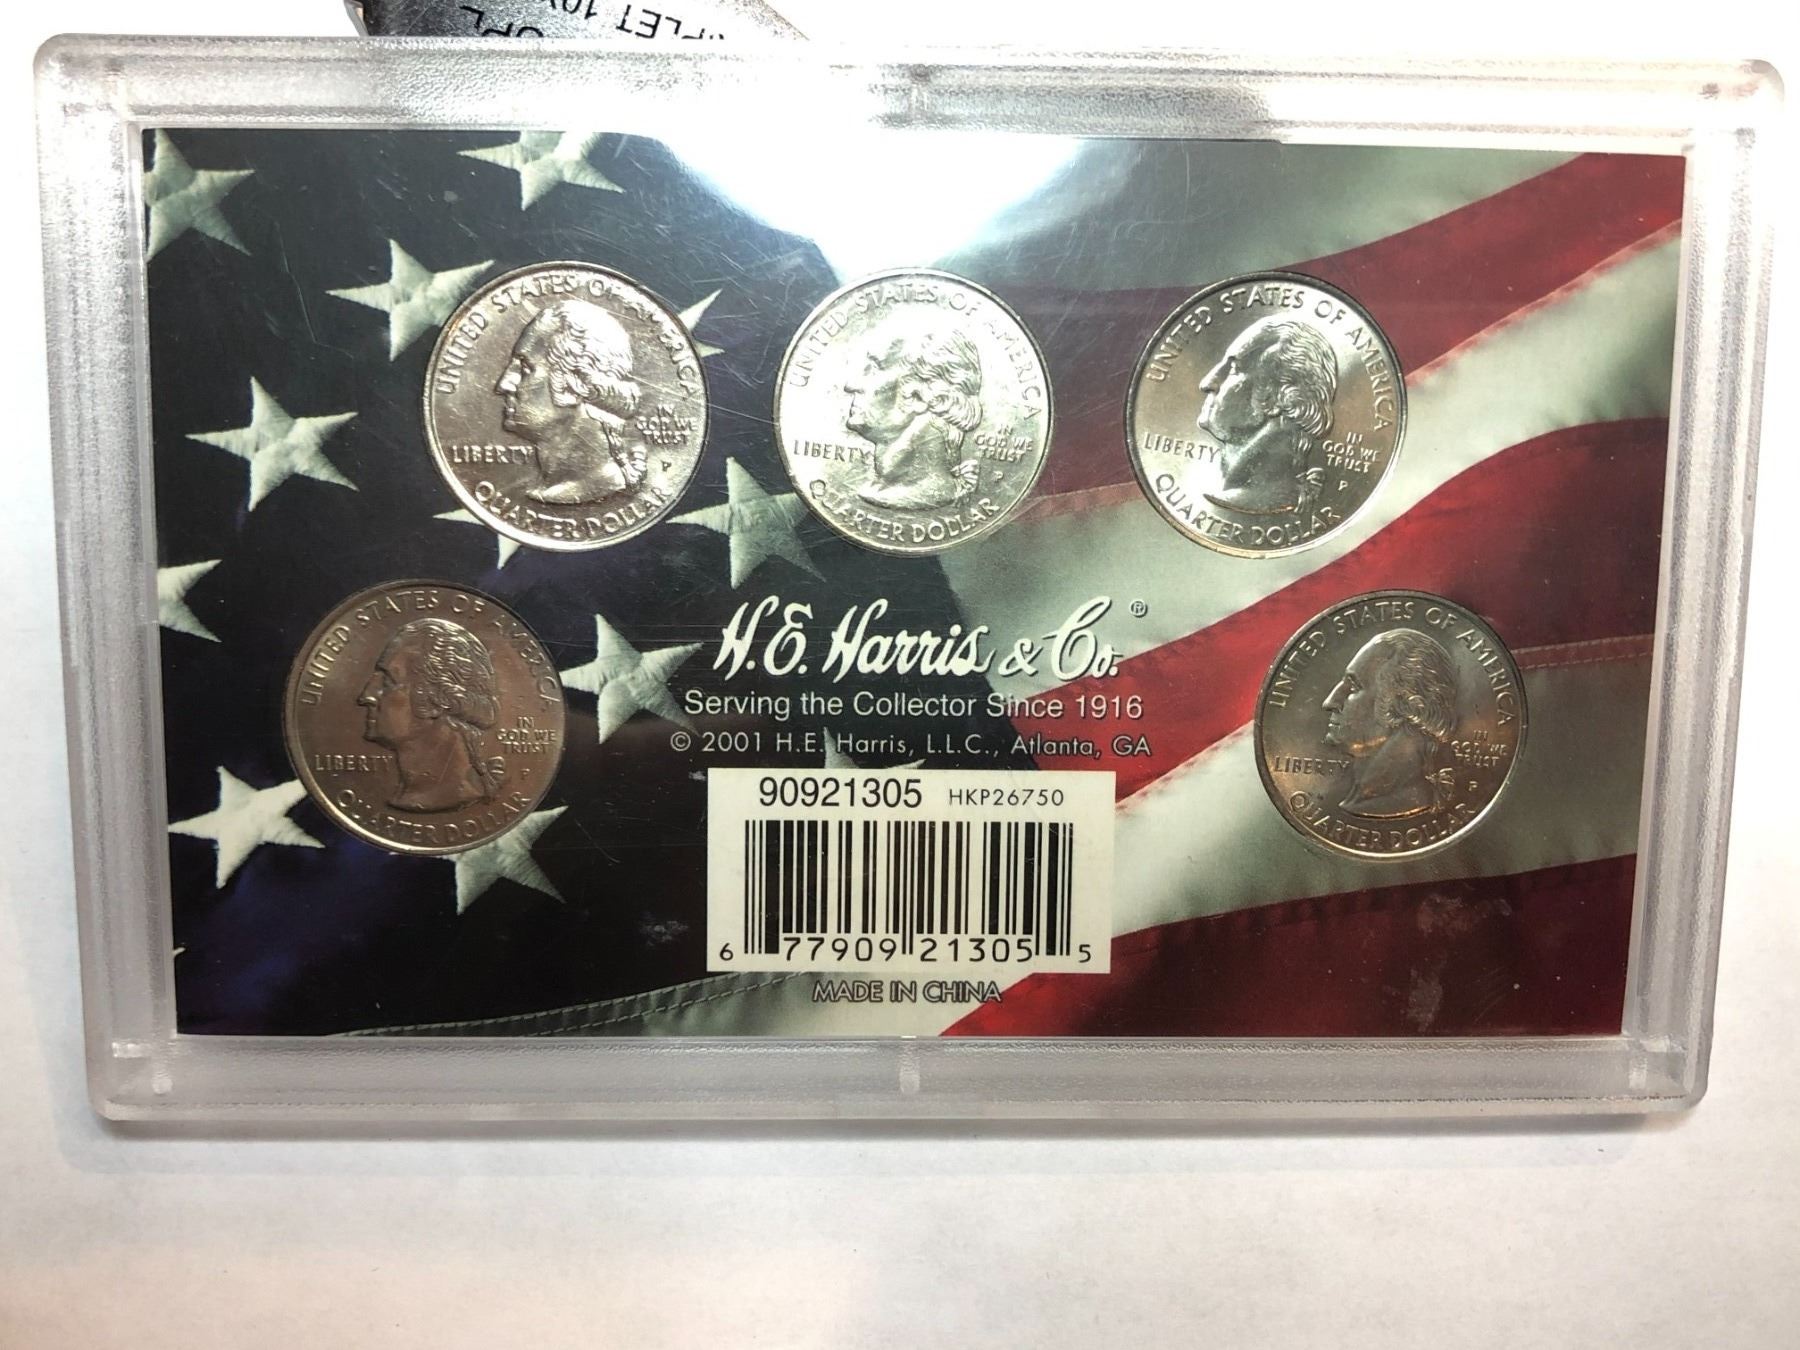 TRIPLET 10X
UNITED STATES OF AMERICA
LIBERTY
IN
GOD WE
TRUST
P
QUARTER DOLLAR
UNITED STATES OF AMERICA
LIBERTY
IN
GOD WE
TRUST
P
QUARTER DOLLAR
UNITED STATES OF AMERICA
LIBERTY
IN
GOD WE
TRUST
P
QUARTER DOLLAR
UNITED STATES OF AMERICA
LIBERTY
IN
GOD WE
TRUST
P
QUARTER DOLLAR
UNITED STATES OF AMERICA
LIBERTY
IN
GOD WE
TRUST
P
QUARTER DOLLAR
H.E. Harris & Co.®
Serving the Collector Since 1916
© 2001 H.E. Harris, L.L.C., Atlanta, GA
90921305 HKP26750
6 77909 21305 5
MADE IN CHINA